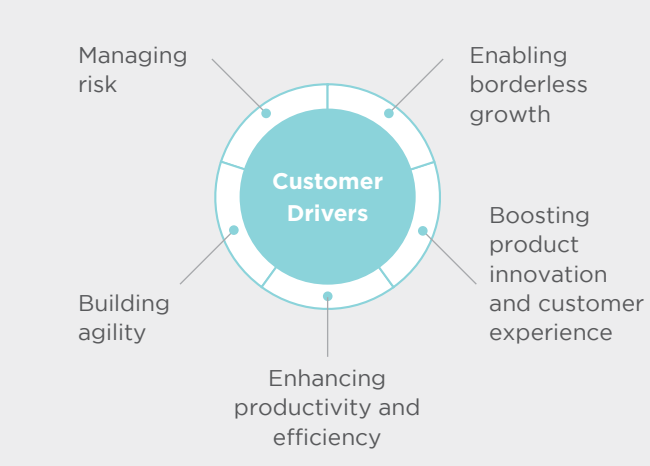 Managing
risk
Enabling
borderless
growth
Customer
Drivers
Boosting
product
innovation
and customer
experience
Building
agility
Enhancing
productivity and
efficiency